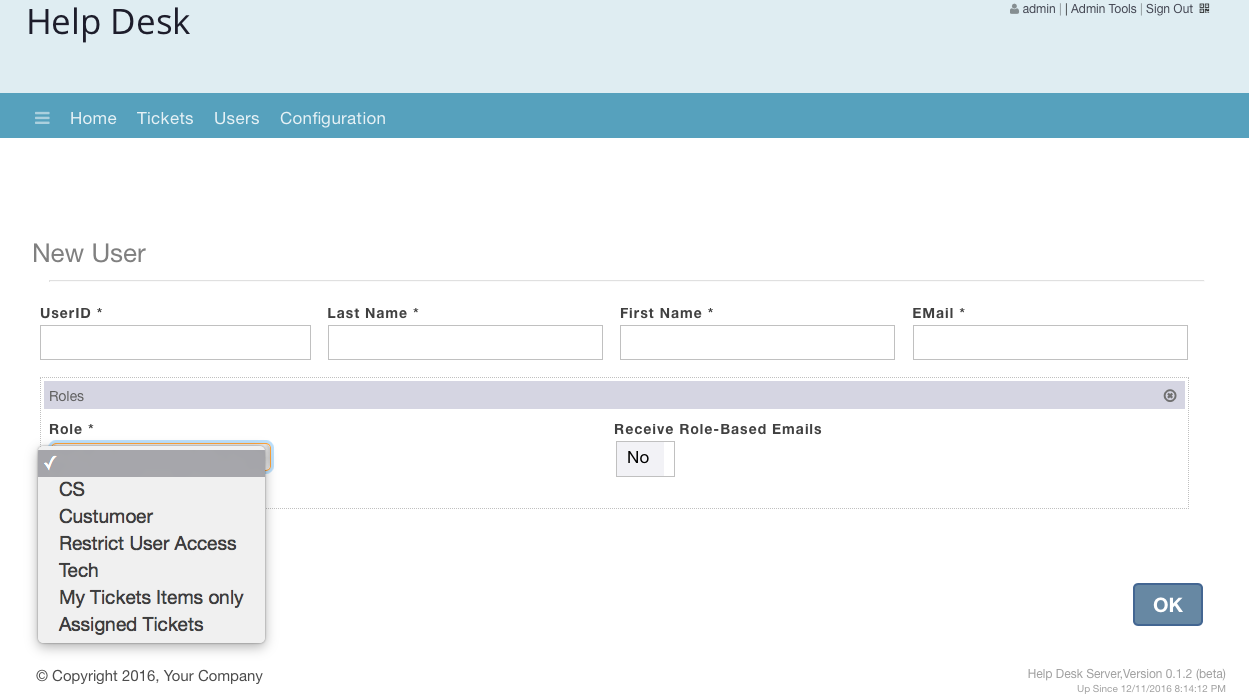 Help Desk
admin | | Admin Tools | Sign Out
Home Tickets Users Configuration
New User
UserID * Last Name * First Name * EMail *
Roles
Role * Receive Role-Based Emails
No
✓
CS
Custumoer
Restrict User Access
Tech
My Tickets Items only
Assigned Tickets
OK
© Copyright 2016, Your Company
Help Desk Server,Version 0.1.2 (beta)
Up Since 12/11/2016 8:14:12 PM